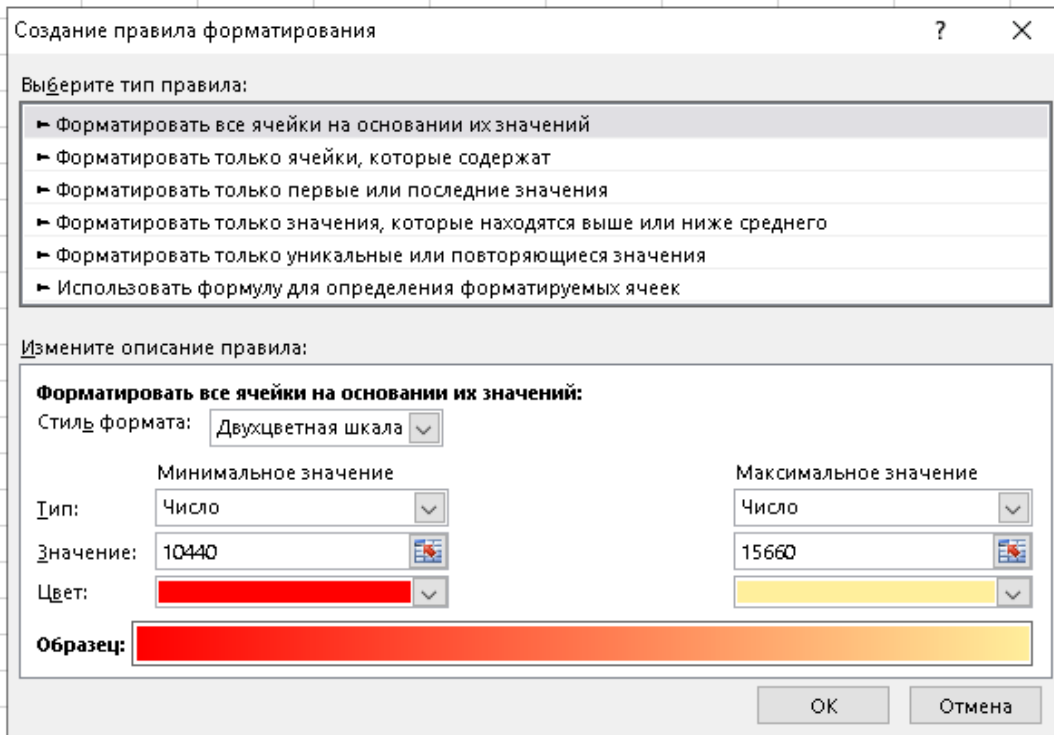 Создание правила форматирования ? ×
Выберите тип правила:
► Форматировать все ячейки на основании их значений
► Форматировать только ячейки, которые содержат
► Форматировать только первые или последние значения
► Форматировать только значения, которые находятся выше или ниже среднего
► Форматировать только уникальные или повторяющиеся значения
► Использовать формулу для определения форматируемых ячеек
Измените описание правила:
Форматировать все ячейки на основании их значений:
Стиль формата: Двухцветная шкала
Минимальное значение Максимальное значение
Тип: Число Число
Значение: 10440 15660
Цвет:
Образец:
ОК Отмена